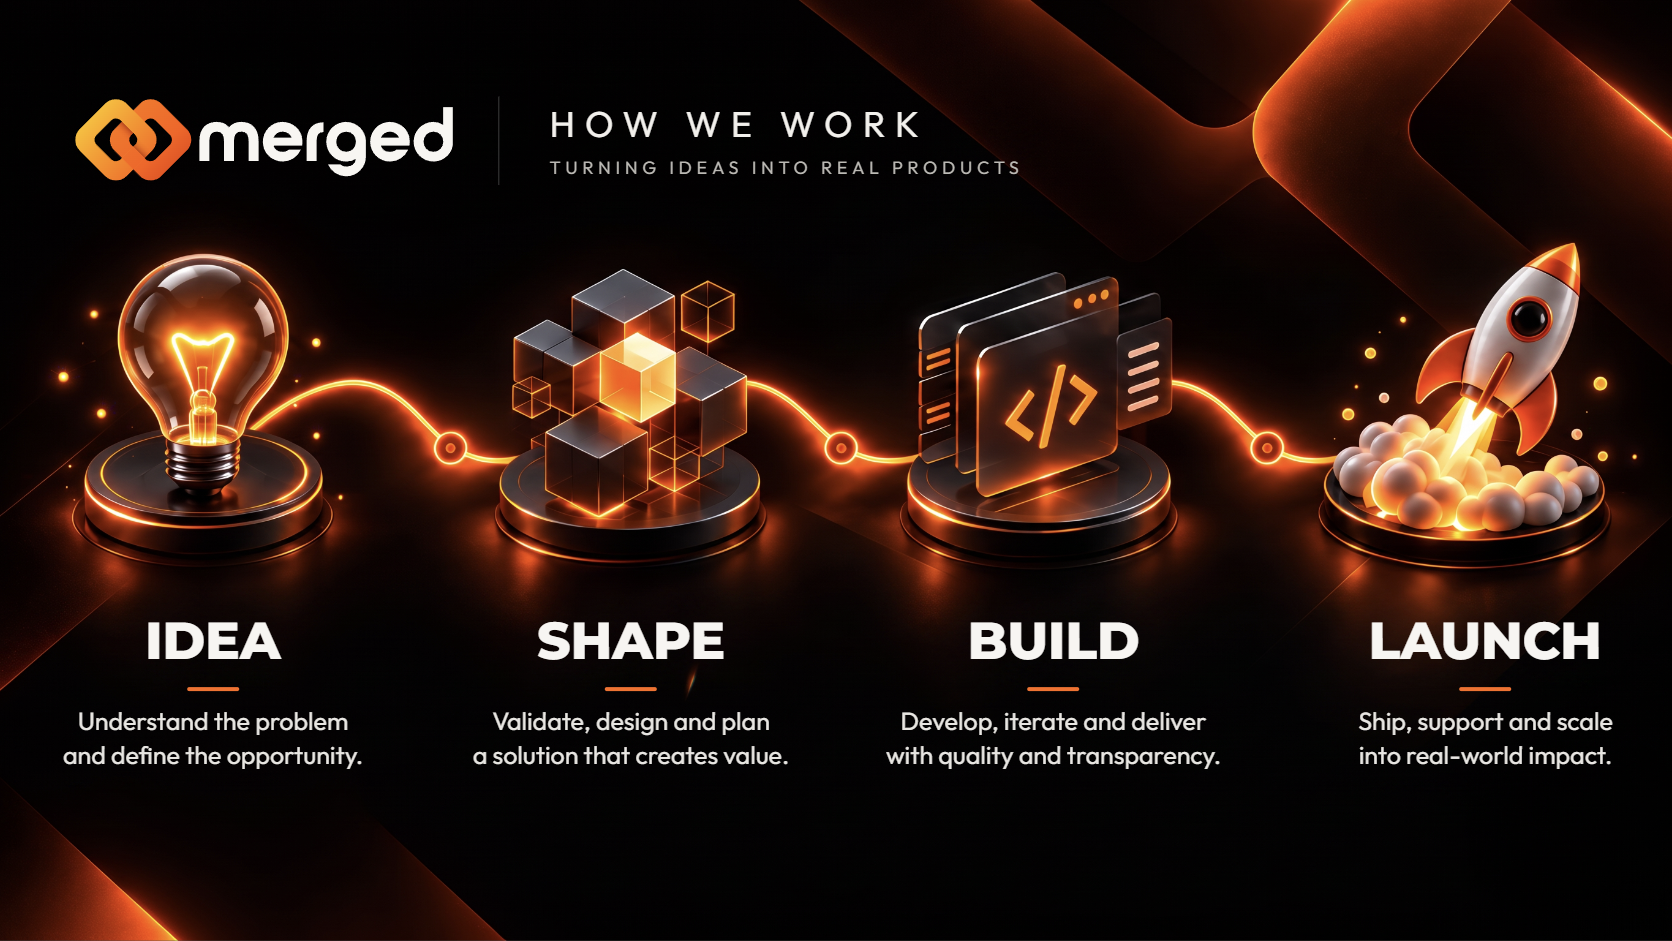 merged
HOW WE WORK
TURNING IDEAS INTO REAL PRODUCTS
</>
IDEA
Understand the problem
and define the opportunity.
SHAPE
Validate, design and plan
a solution that creates value.
BUILD
Develop, iterate and deliver
with quality and transparency.
LAUNCH
Ship, support and scale
into real-world impact.